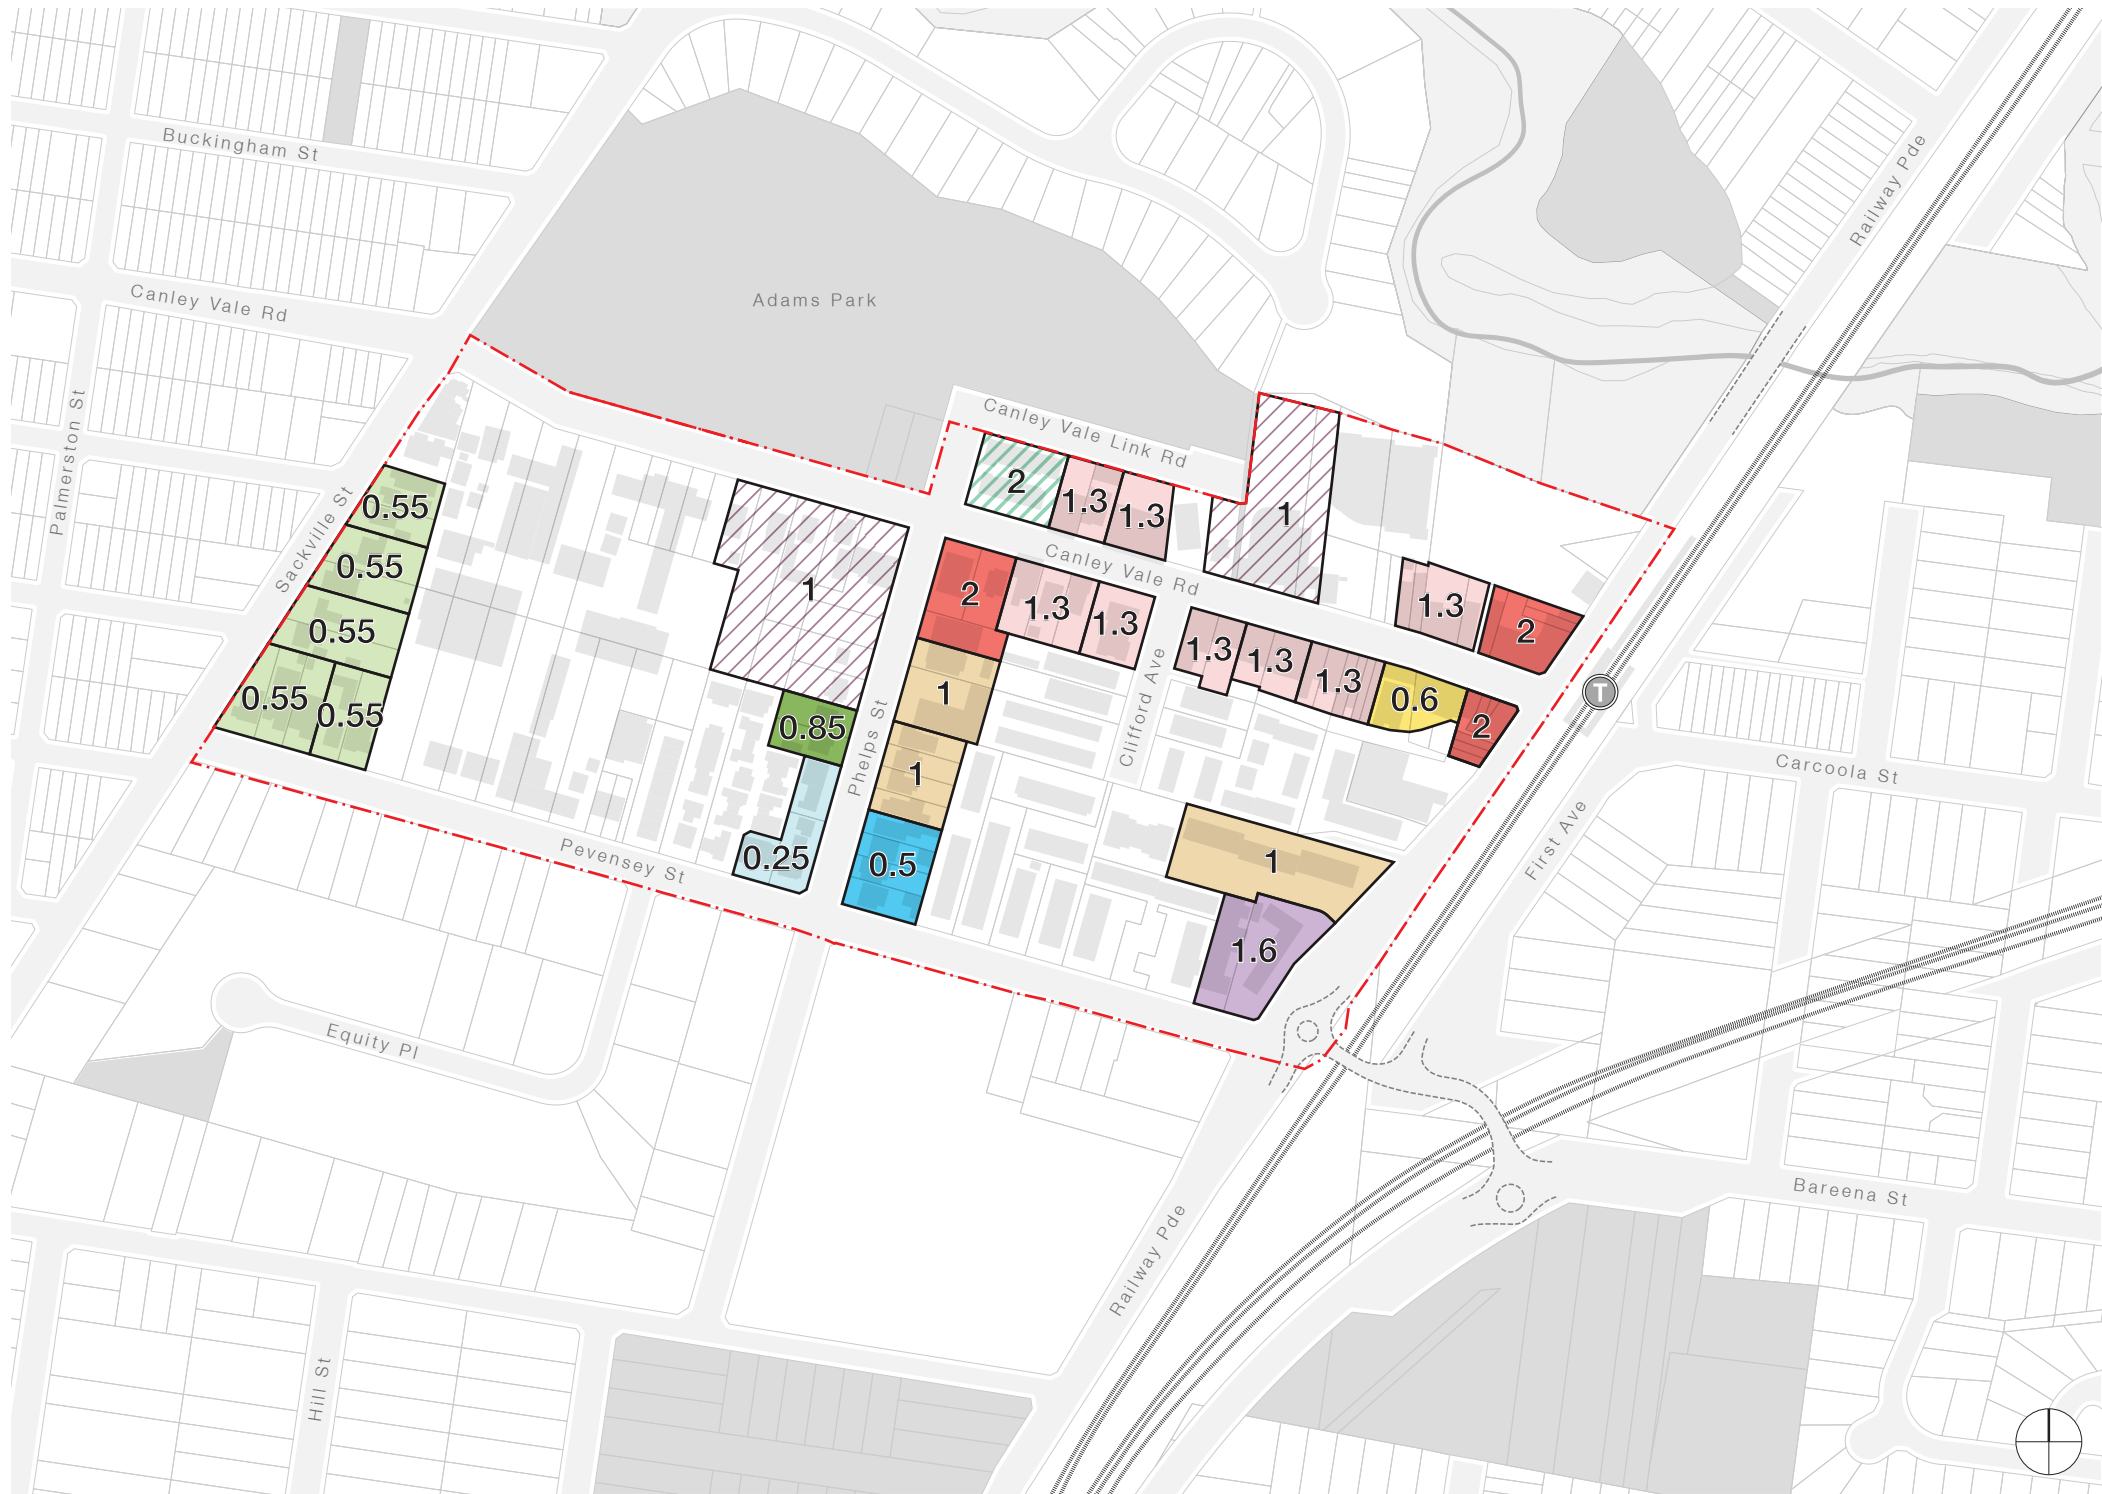 Buckingham St
Railway Pde
Canley Vale Rd
Adams Park
Palmerston St
Canley Vale Link Rd
Sackville St
0.55
2
1.3
1.3
1
Canley Vale Rd
0.55
1
2
1.3
1.3
1.3
2
0.55
1.3
1.3
1.3
0.6
2
T
0.55
0.55
1
0.85
Phelps St
Clifford Ave
1
Carcoola St
First Ave
0.25
0.5
1
Pevensey St
1.6
Equity Pl
Bareena St
Railway Pde
Hill St